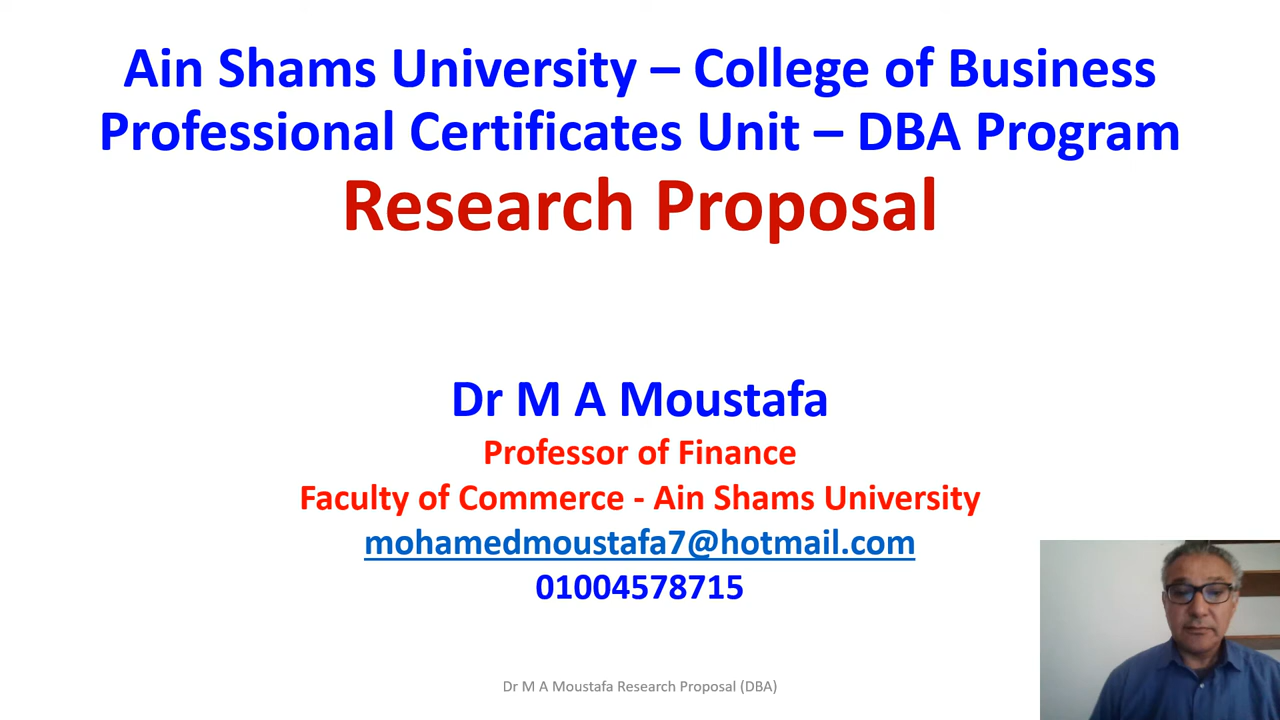 Ain Shams University – College of Business
Professional Certificates Unit – DBA Program
Research Proposal
Dr M A Moustafa
Professor of Finance
Faculty of Commerce - Ain Shams University
mohamedmoustafa7@hotmail.com
01004578715
Dr M A Moustafa Research Proposal (DBA)